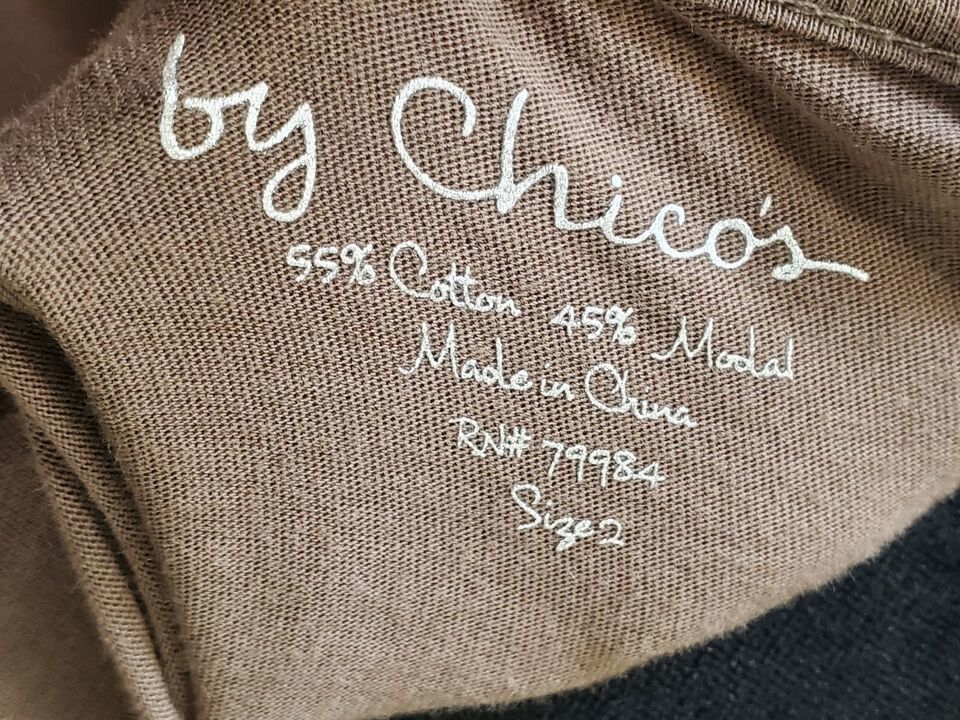 by Chico's
55% Cotton 45% Modal
Made in China
RN# 79984
Size 2